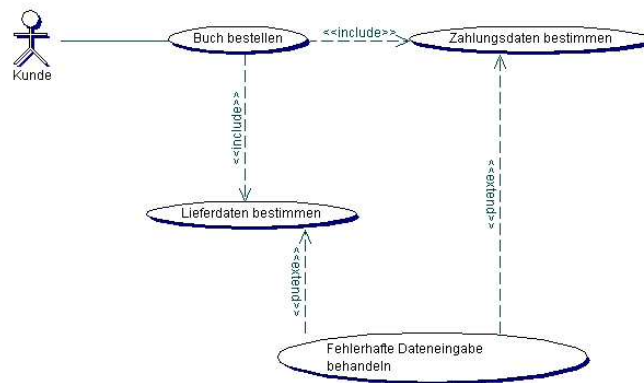 Buch bestellen
<<include>>
Zahlungsdaten bestimmen
Kunde
<<include>>
<<extend>>
Lieferdaten bestimmen
<<extend>>
Fehlerhafte Dateneingabe
behandeln